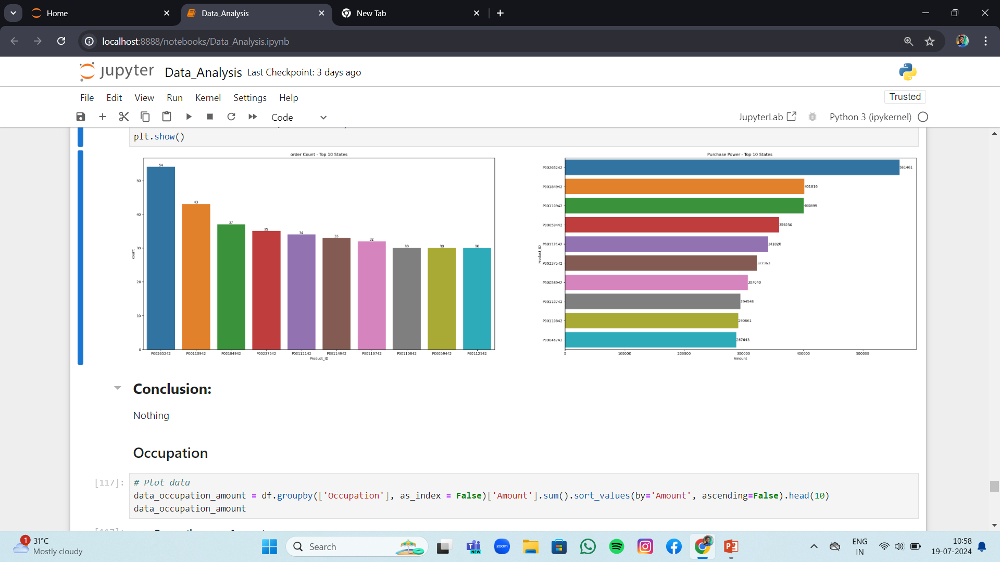 Home
Data_Analysis
New Tab
localhost:8888/notebooks/Data_Analysis.ipynb
jupyter
Data_Analysis
Last Checkpoint: 3 days ago
File
Edit
View
Run
Kernel
Settings
Help
Trusted
Code
JupyterLab
Python 3 (ipykernel)
plt.show()
order Count - Top 10 States
54
43
37
35
34
33
32
30
30
30
50
40
30
20
10
0
count
P00265242
P00110942
P00184942
P00237542
P00112142
P00114942
P00110742
P00110842
P00059442
P00112542
Product_ID
Purchase Power - Top 10 States
P00265242
561461
P00184942
401816
P00110942
400899
P00059442
359230
P00112142
341020
P00237542
322363
P00058042
307040
P00110742
294548
P00110842
290661
P00048742
287643
Product_ID
0
100000
200000
300000
400000
500000
Amount
Conclusion:
Nothing
Occupation
[117]:
# Plot data
data_occupation_amount = df.groupby(['Occupation'], as_index = False)['Amount'].sum().sort_values(by='Amount', ascending=False).head(10)
data_occupation_amount
1
31°C
Mostly cloudy
Search
NEW
zoom
ENG
IN
10:58
19-07-2024